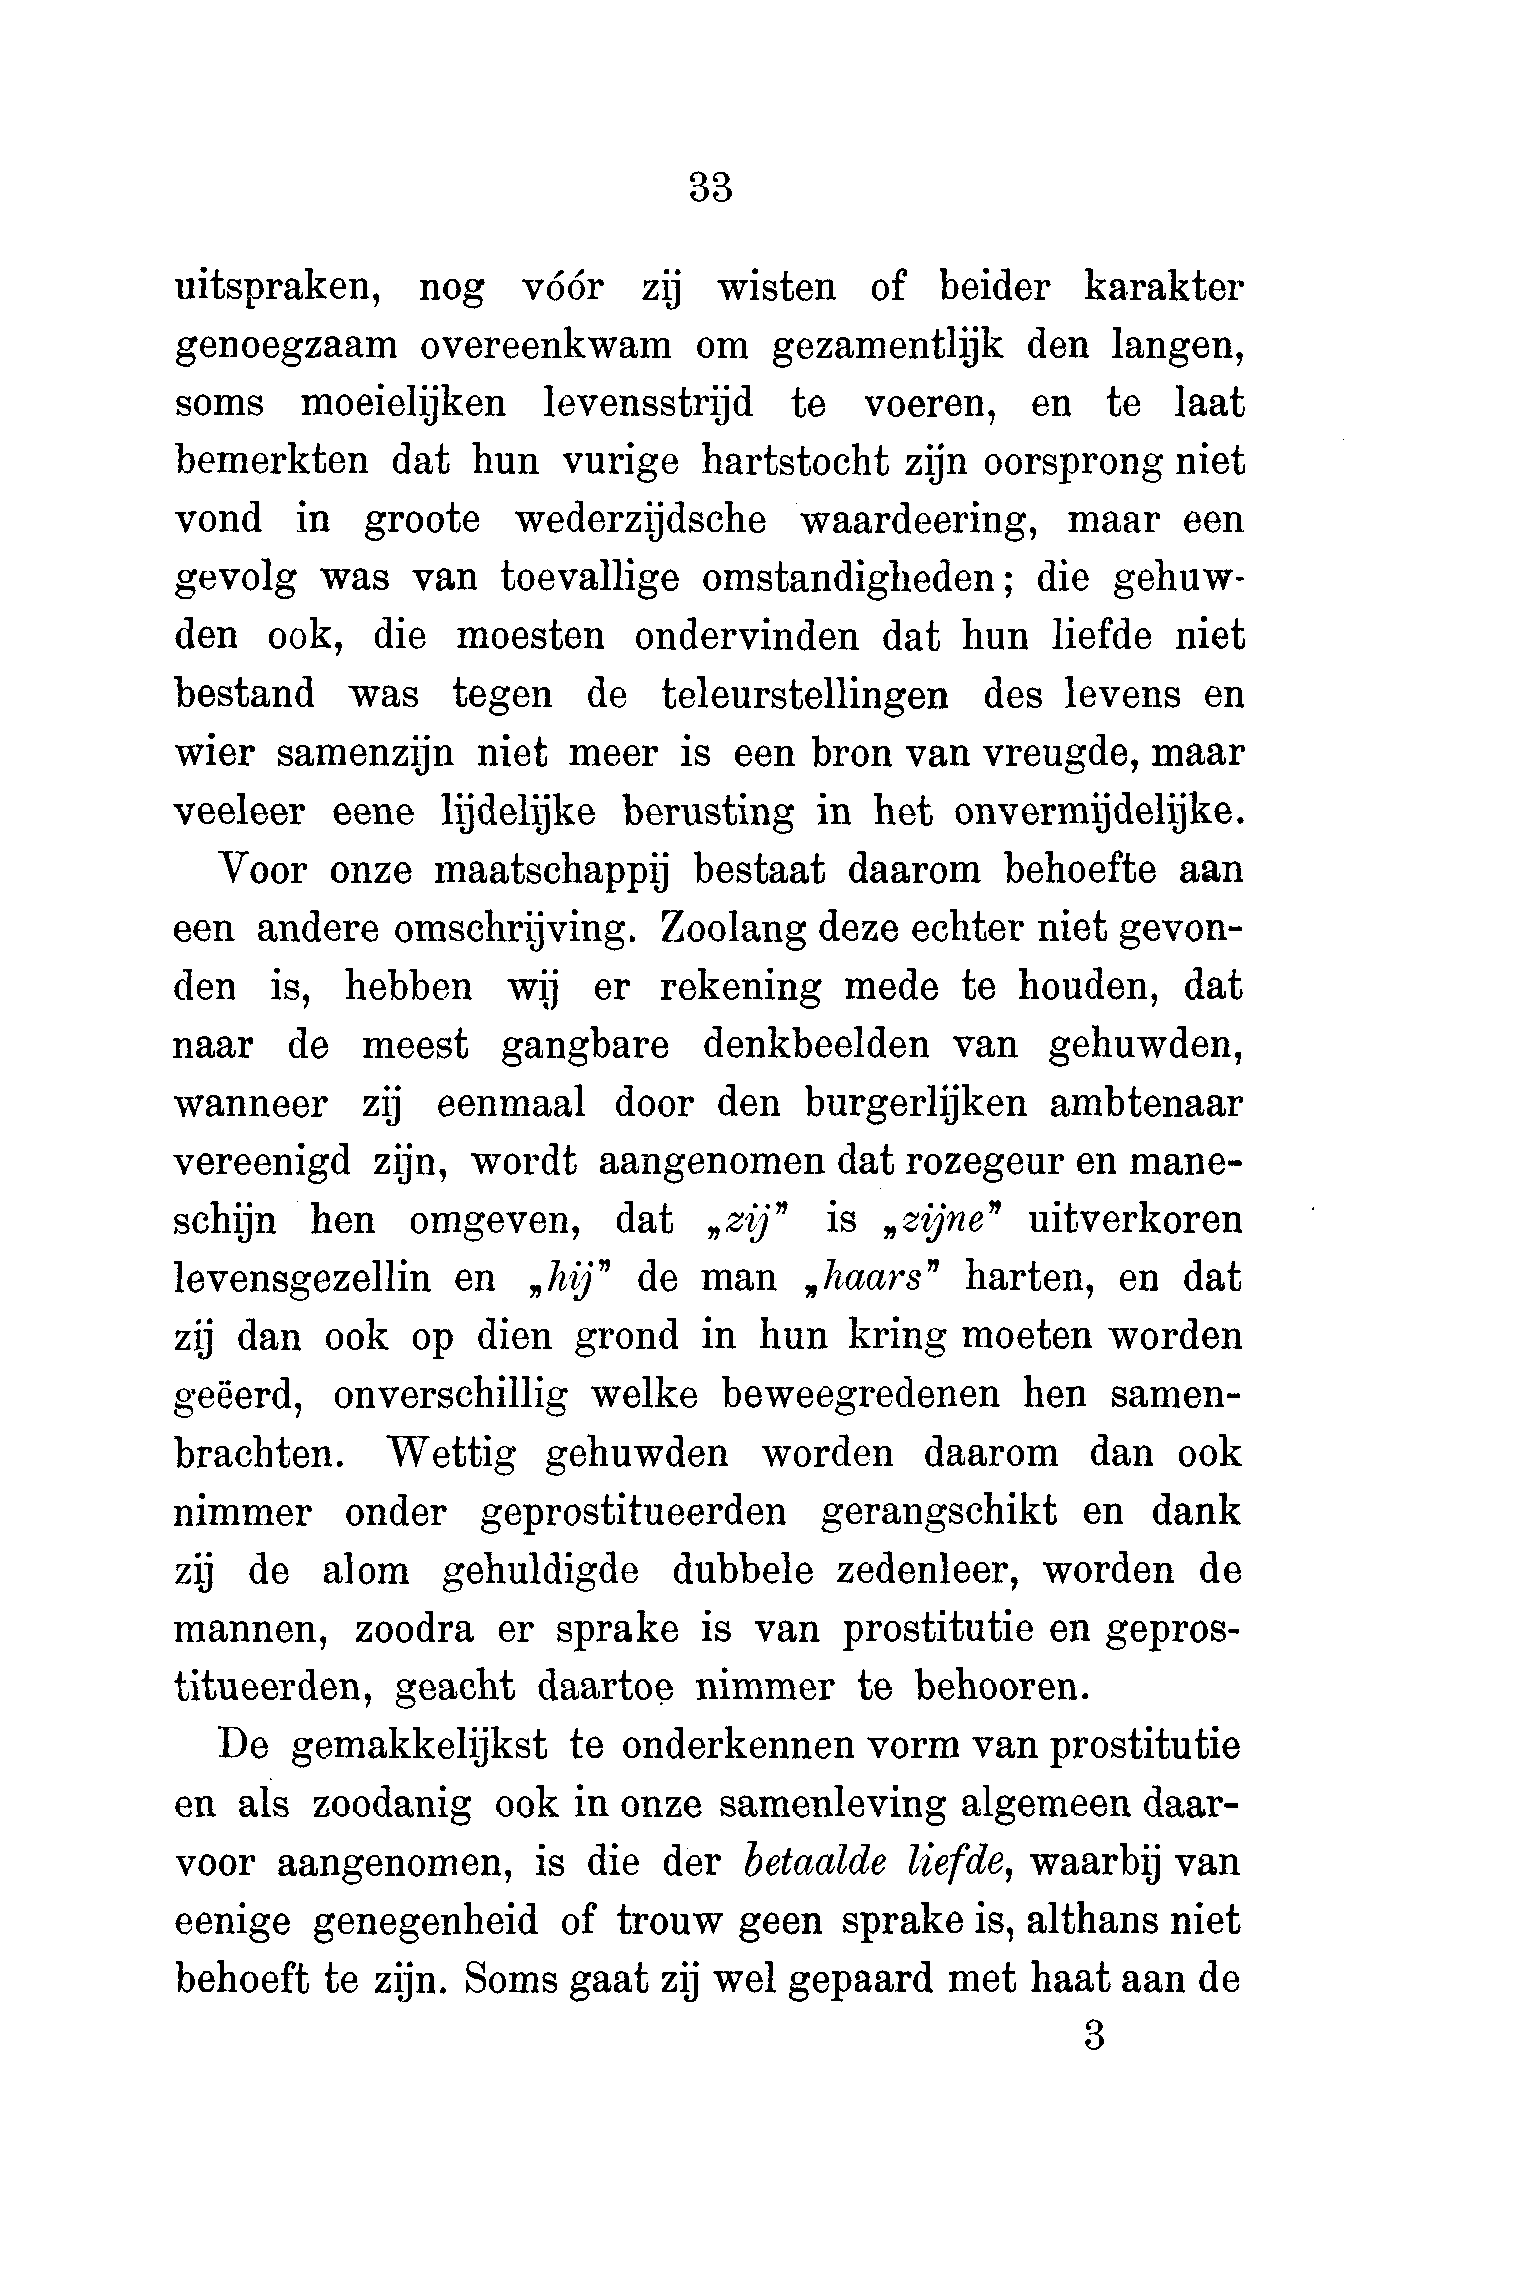 33
uitspraken, nog vóór zij wisten of beider karakter
genoegzaam overeenkwam om gezamentlijk den langen,
soms moeielijken levensstrijd te voeren, en te laat
bemerkten dat hun vurige hartstocht zijn oorsprong niet
vond in groote wederzijdsche waardeering, maar een
gevolg was van toevallige omstandigheden; die gehuw-
den ook, die moesten ondervinden dat hun liefde niet
bestand was tegen de teleurstellingen des levens en
wier samenzijn niet meer is een bron van vreugde, maar
veeleer eene lijdelijke berusting in het onvermijdelijke.
Voor onze maatschappij bestaat daarom behoefte aan
een andere omschrijving. Zoolang deze echter niet gevon-
den is, hebben wij er rekening mede te houden, dat
naar de meest gangbare denkbeelden van gehuwden,
wanneer zij eenmaal door den burgerlijken ambtenaar
vereenigd zijn, wordt aangenomen dat rozegeur en mane-
schijn hen omgeven, dat „zij” is „zijne” uitverkoren
levensgezellin en „hij” de man „haars” harten, en dat
zij dan ook op dien grond in hun kring moeten worden
geëerd, onverschillig welke beweegredenen hen samen-
brachten. Wettig gehuwden worden daarom dan ook
nimmer onder geprostitueerden gerangschikt en dank
zij de alom gehuldigde dubbele zedenleer, worden de
mannen, zoodra er sprake is van prostitutie en gepros-
titueerden, geacht daartoe nimmer te behooren.
De gemakkelijkst te onderkennen vorm van prostitutie
en als zoodanig ook in onze samenleving algemeen daar-
voor aangenomen, is die der betaalde liefde, waarbij van
eenige genegenheid of trouw geen sprake is, althans niet
behoeft te zijn. Soms gaat zij wel gepaard met haat aan de
3